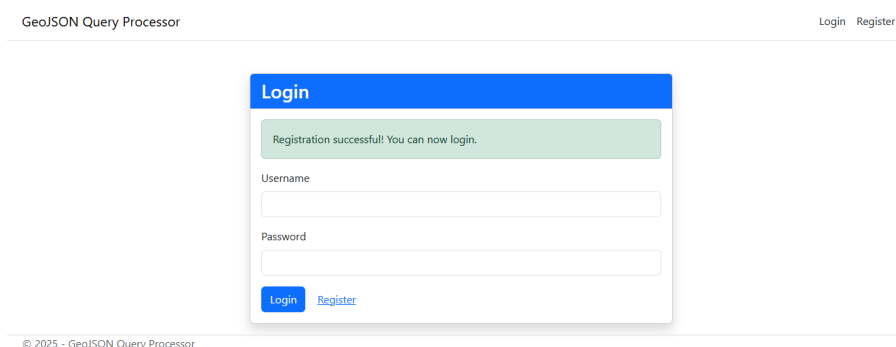 GeoJSON Query Processor
Login Register
Login
Registration successful! You can now login.
Username
Password
Login Register
© 2025 - GeoJSON Query Processor